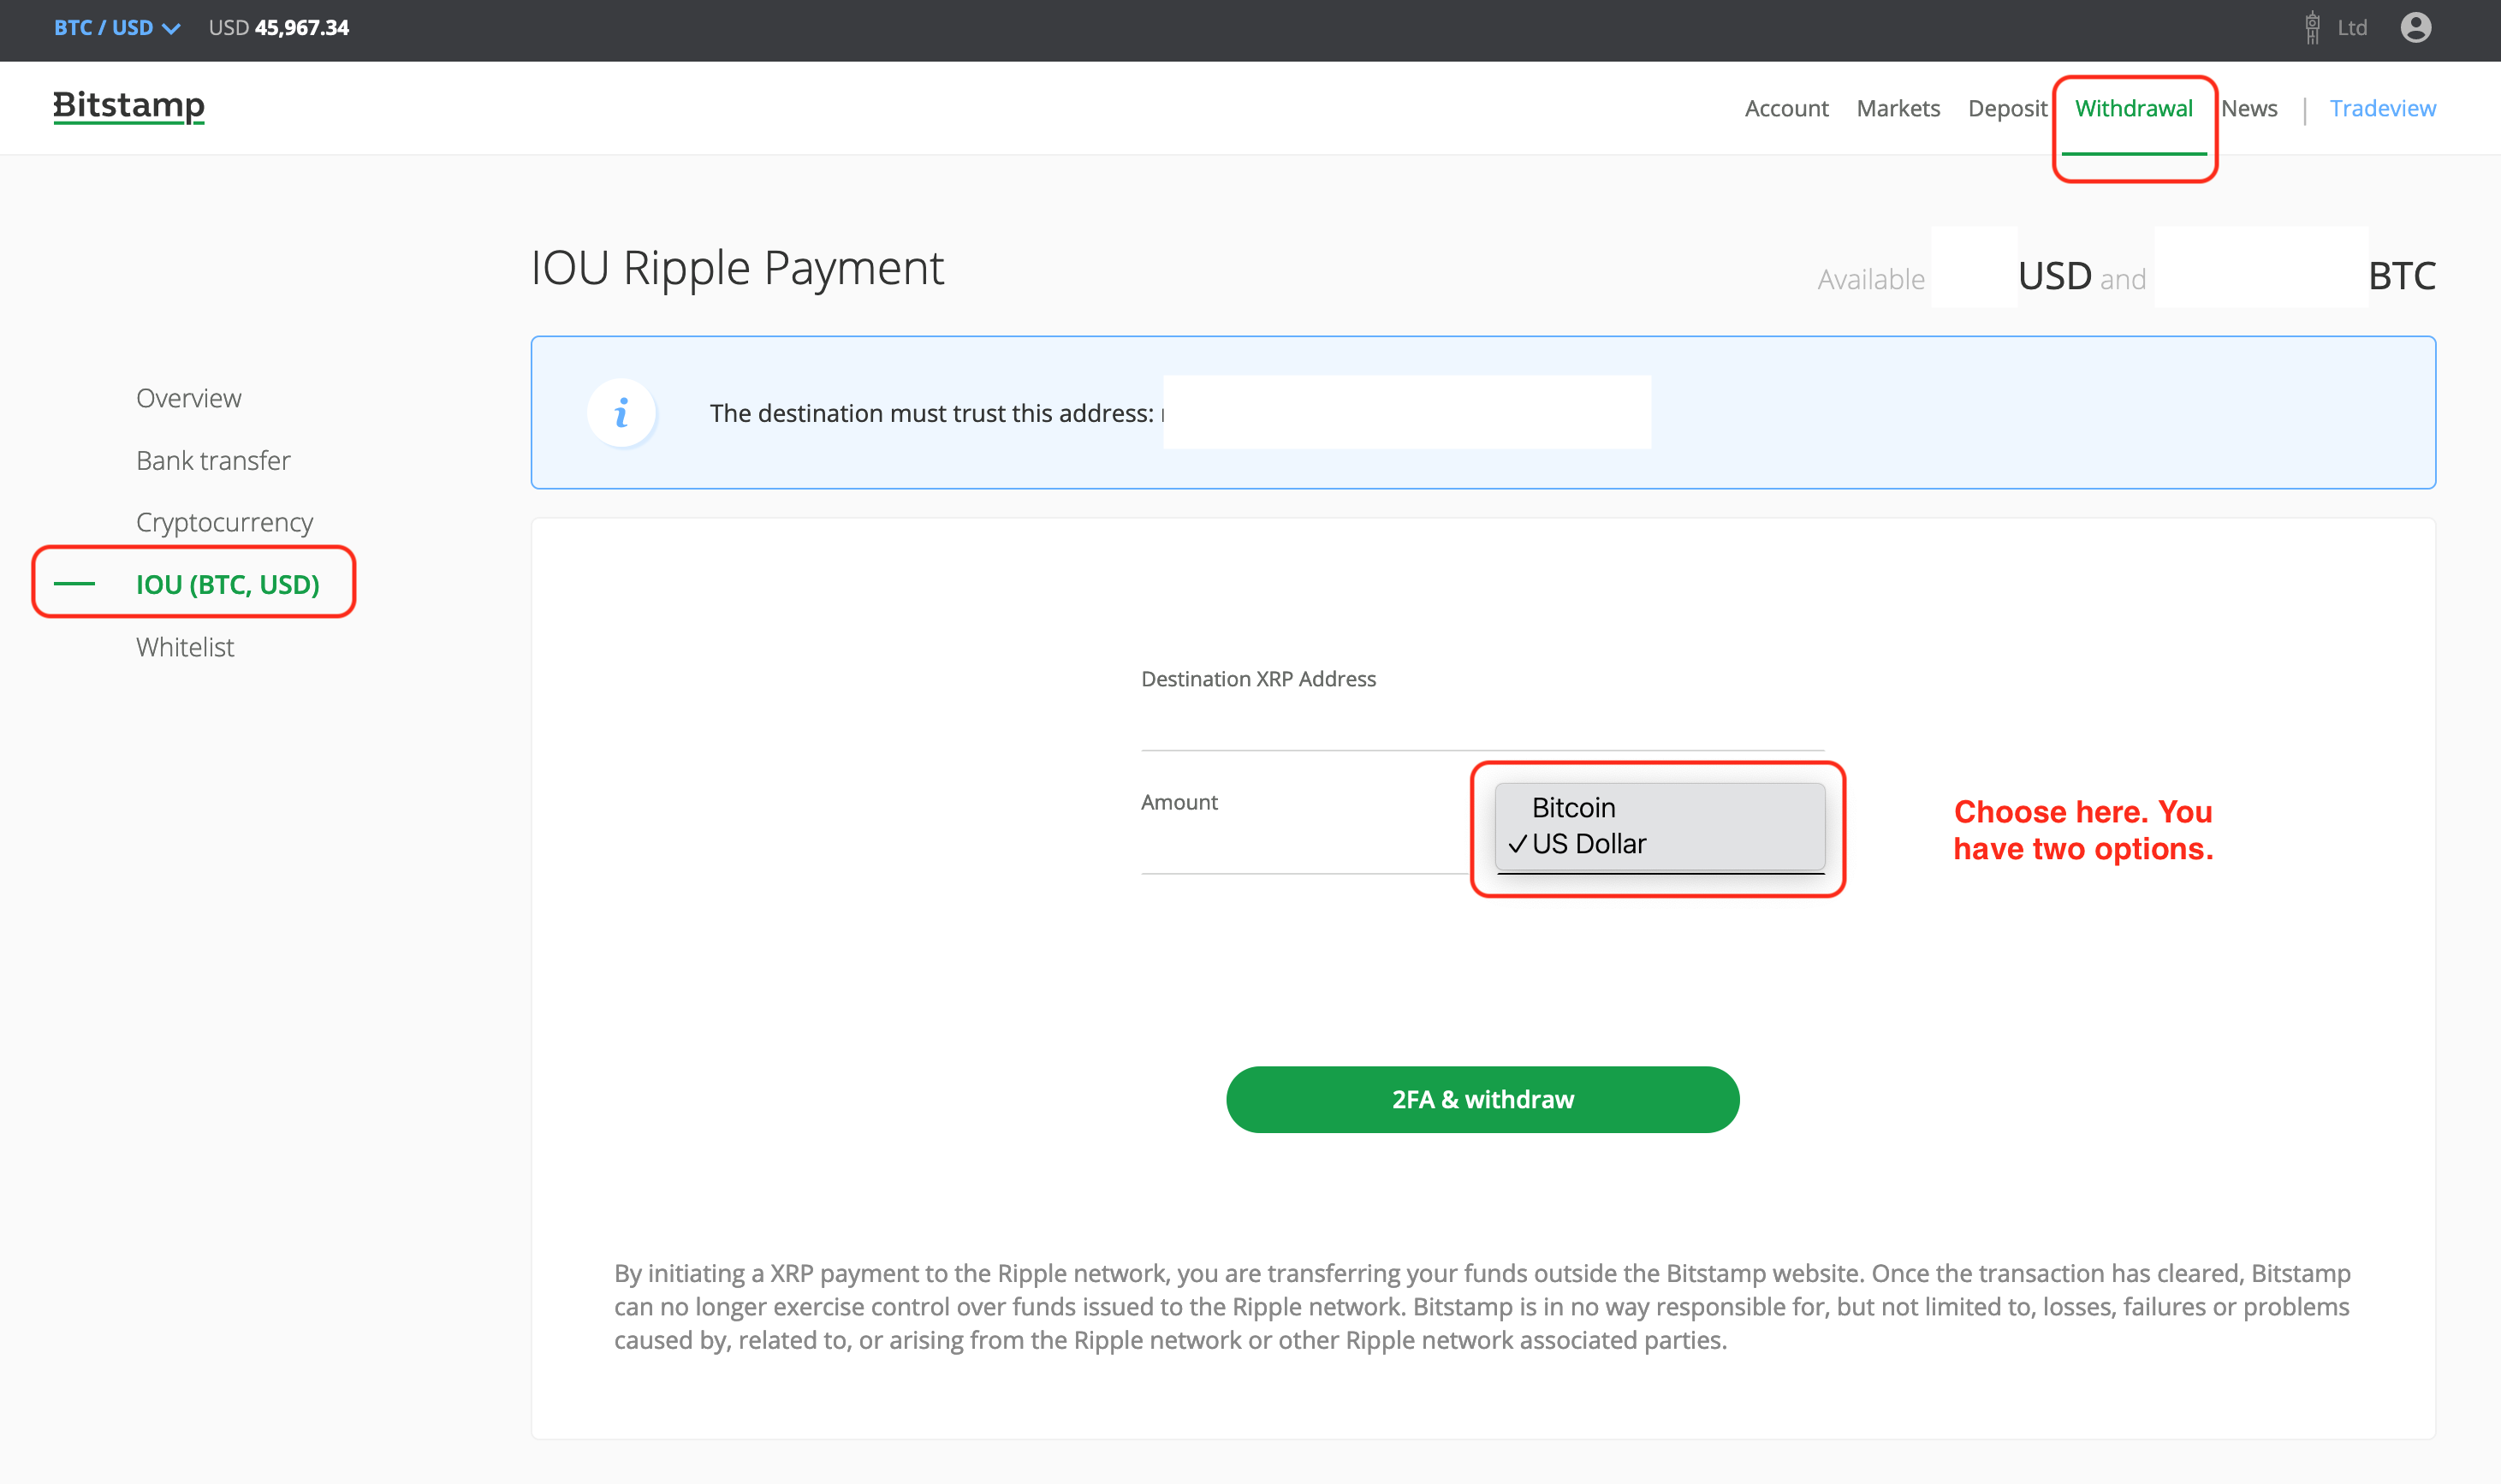 BTC / USD USD 45,967.34 Ltd
Bitstamp Account Markets Deposit Withdrawal News | Tradeview
IOU Ripple Payment Available USD and BTC
The destination must trust this address:
Overview
Bank transfer
Cryptocurrency
IOU (BTC, USD)
Whitelist
Destination XRP Address
Amount
Bitcoin
✓ US Dollar
Choose here. You
have two options.
2FA & withdraw
By initiating a XRP payment to the Ripple network, you are transferring your funds outside the Bitstamp website. Once the transaction has cleared, Bitstamp
can no longer exercise control over funds issued to the Ripple network. Bitstamp is in no way responsible for, but not limited to, losses, failures or problems
caused by, related to, or arising from the Ripple network or other Ripple network associated parties.